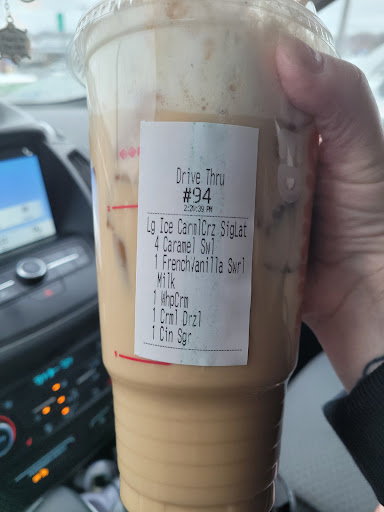 Drive Thru
#94
2:20:39 PM
Lg Ice CarmlCrz SigLat
4 Caramel Swl
1 FrenchVanilla Swrl
Milk
1 WhpCrm
1 Crml Drzl
1 Cin Sgr